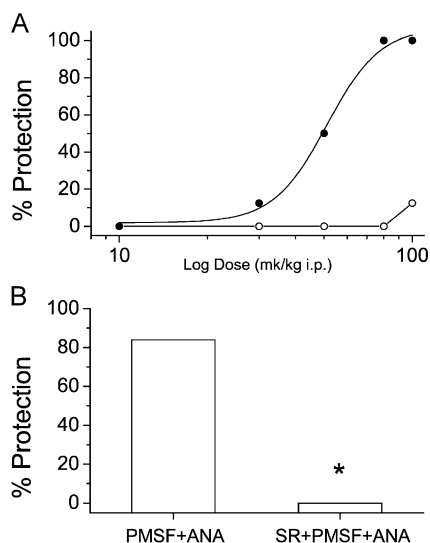 A
100
80
60
40
20
0
% Protection
10
100
Log Dose (mk/kg i.p.)
B
100
80
60
40
20
0
% Protection
*
PMSF+ANA
SR+PMSF+ANA